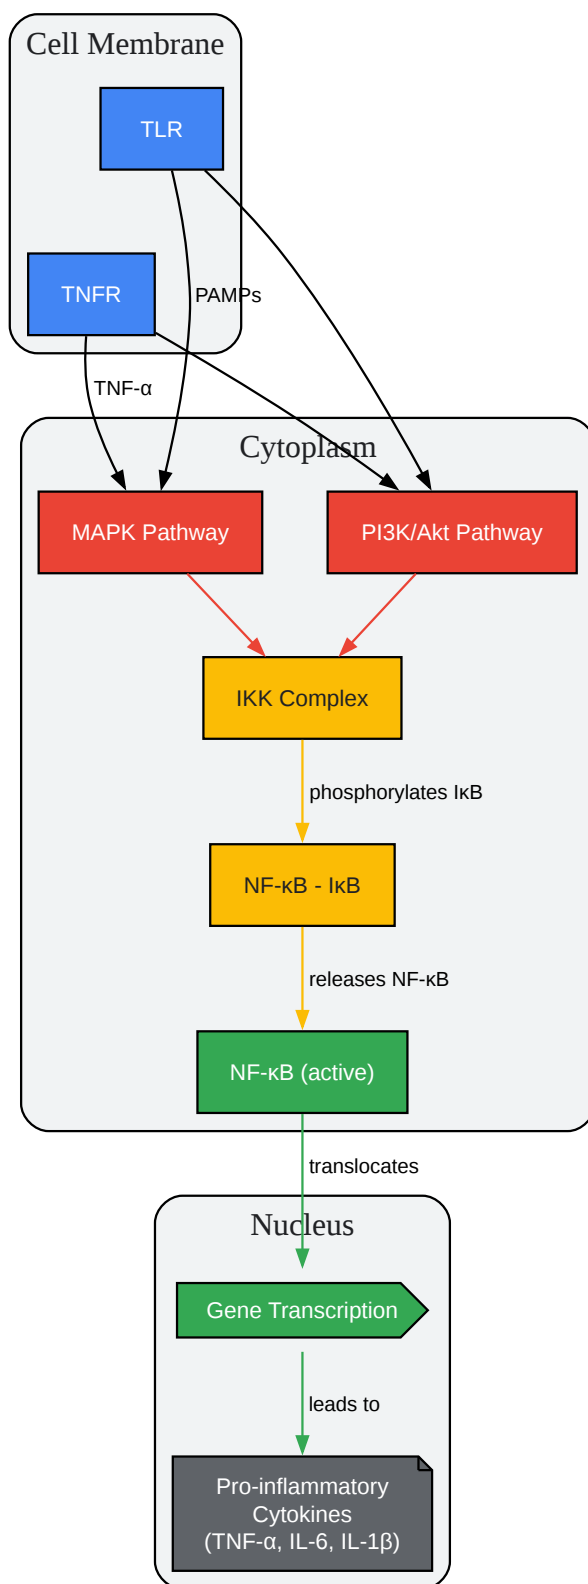 Cell Membrane
TLR
TNFR
PAMPs
TNF-α
Cytoplasm
MAPK Pathway
PI3K/Akt Pathway
IKK Complex
phosphorylates IκB
NF-κB - IκB
releases NF-κB
NF-κB (active)
translocates
Nucleus
Gene Transcription
leads to
Pro-inflammatory
Cytokines
(TNF-α, IL-6, IL-1β)